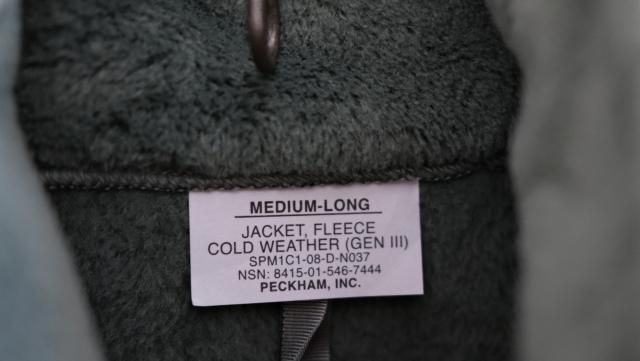 MEDIUM-LONG
JACKET, FLEECE
COLD WEATHER (GEN III)
SPM1C1-08-D-N037
NSN: 8415-01-546-7444
PECKHAM, INC.